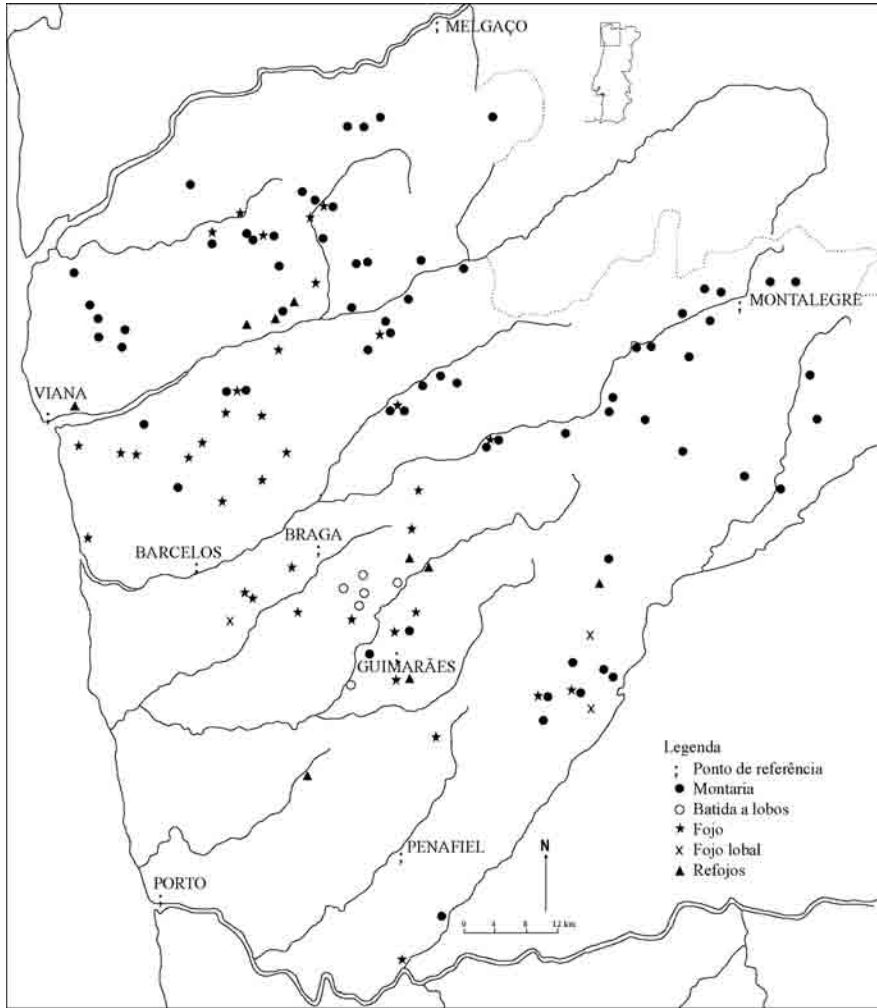 MELGAÇO
MONTALEGRE
VIANA
BRAGA
BARCELOS
GUIMARÃES
Legenda
Ponto de referência
Montaria
Batida a lobos
Fojo
Fojo lobal
Refojos
PENAFIEL
N
PORTO
0 4 8 12 km